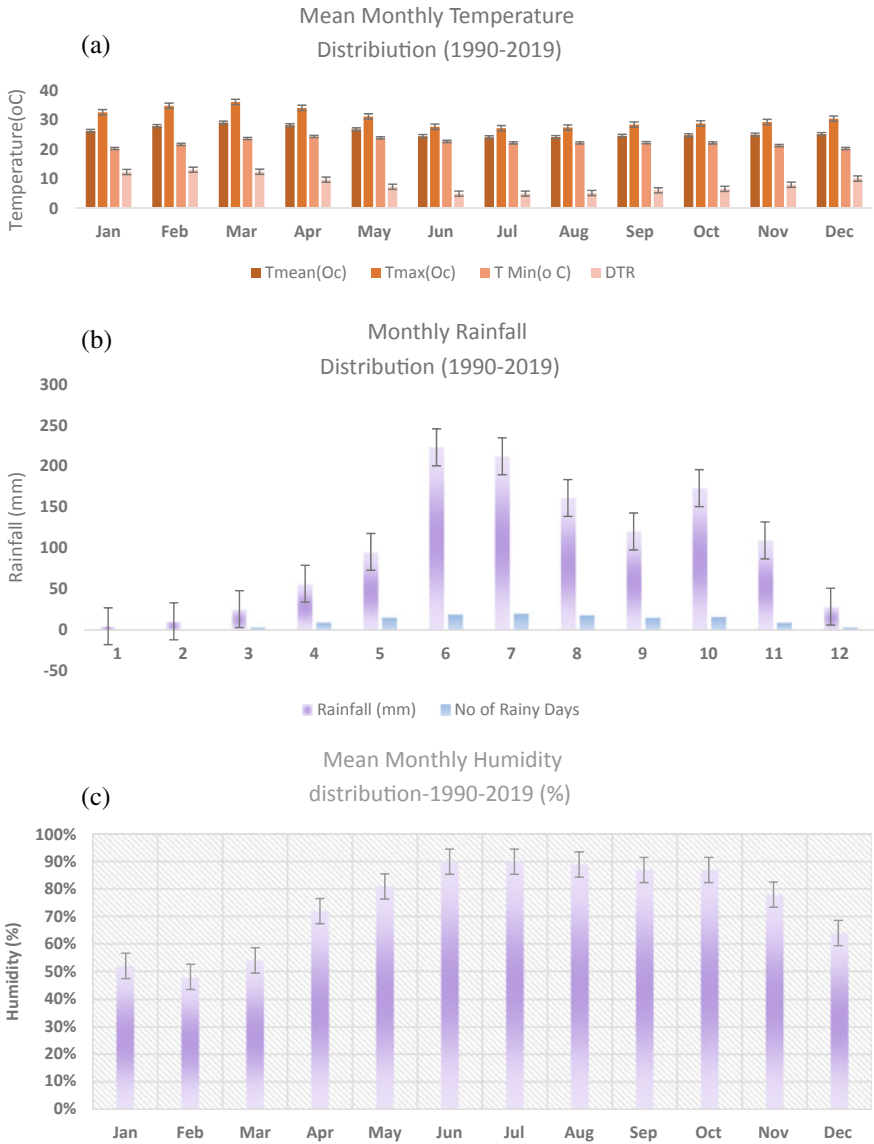 Mean Monthly Temperature
(a)
Distribiution (1990-2019)
Temperature(oC)
40
30
20
10
0
Jan Feb Mar Apr May Jun Jul Aug Sep Oct Nov Dec
Tmean(Oc) Tmax(Oc) T Min(o C) DTR
Monthly Rainfall
(b)
Distribution (1990-2019)
Rainfall (mm)
300
250
200
150
100
50
0
-50
1 2 3 4 5 6 7 8 9 10 11 12
Rainfall (mm) No of Rainy Days
Mean Monthly Humidity
(c)
distribution-1990-2019 (%)
Humidity (%)
100%
90%
80%
70%
60%
50%
40%
30%
20%
10%
0%
Jan Feb Mar Apr May Jun Jul Aug Sep Oct Nov Dec